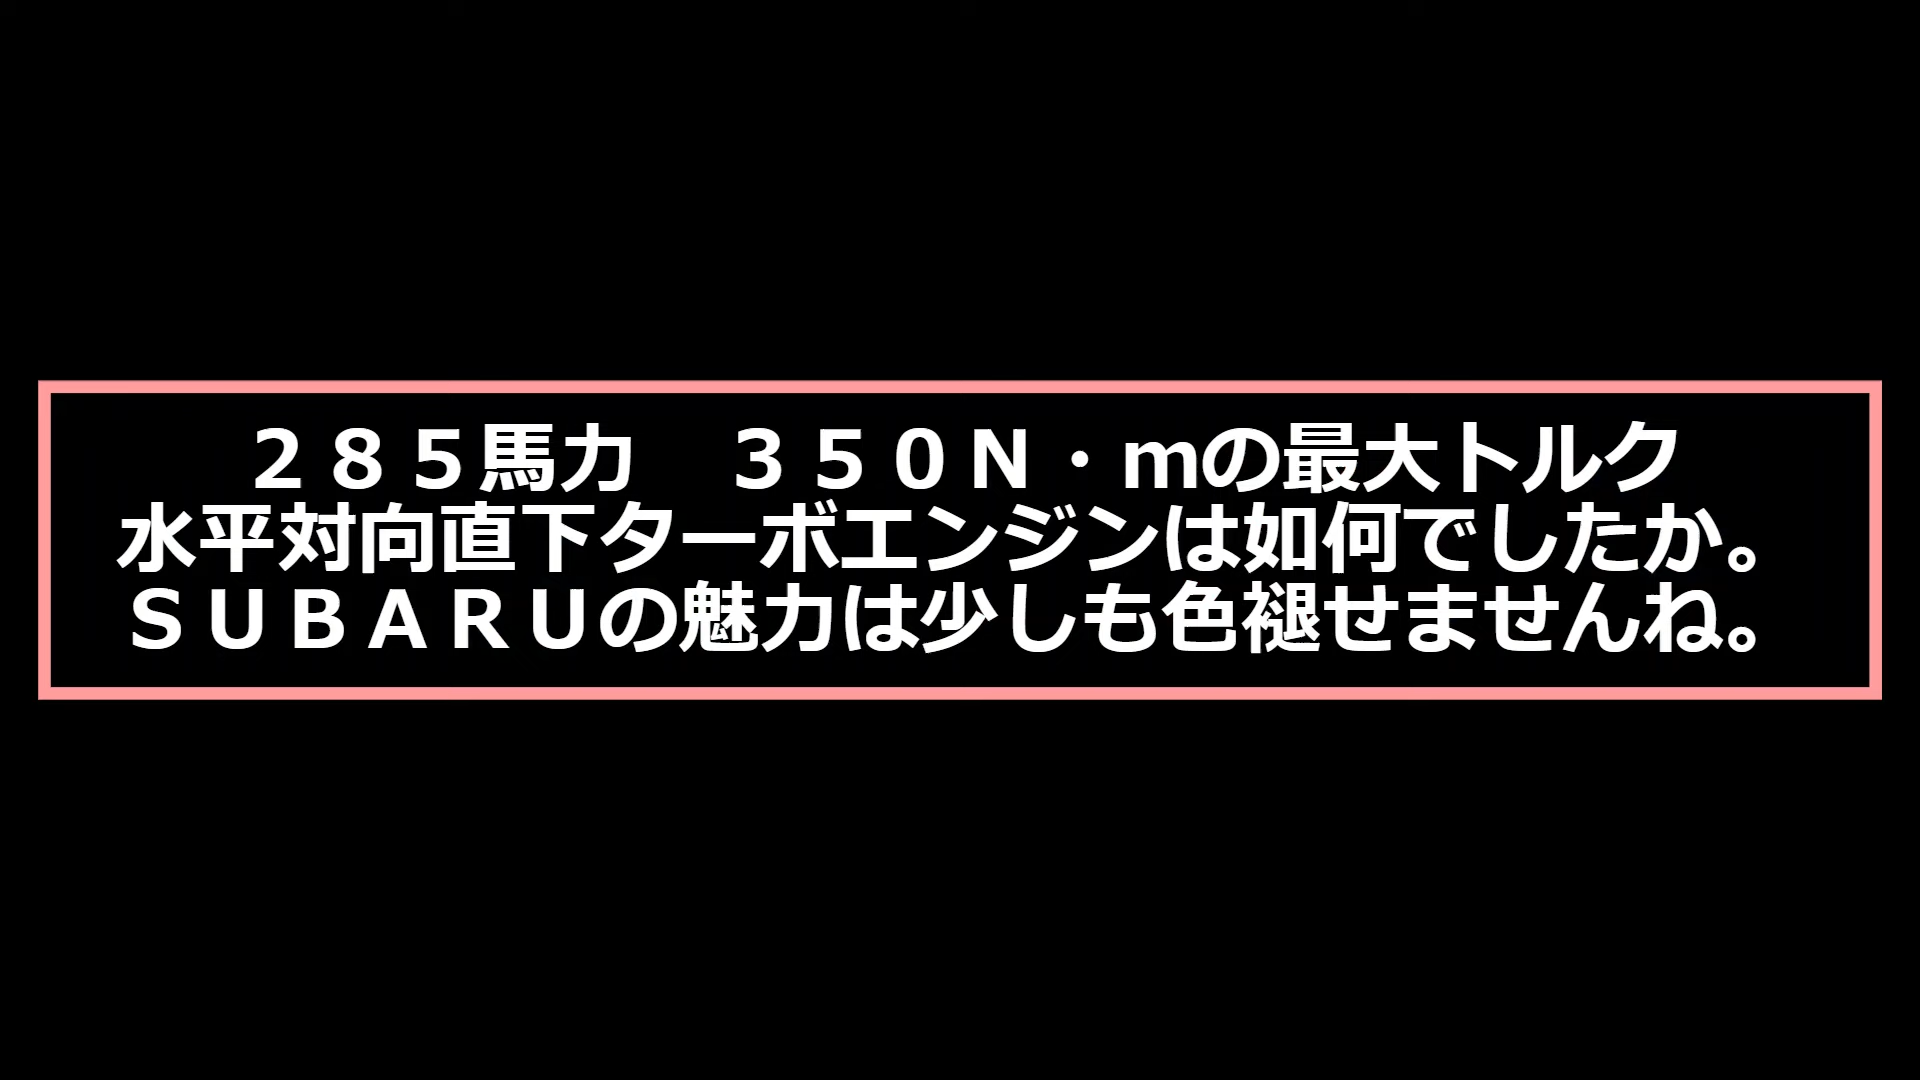 ２８５馬力　３５０Ｎ・ｍの最大トルク
水平対向直下ターボエンジンは如何でしたか。
ＳＵＢＡＲＵの魅力は少しも色褪せませんね。